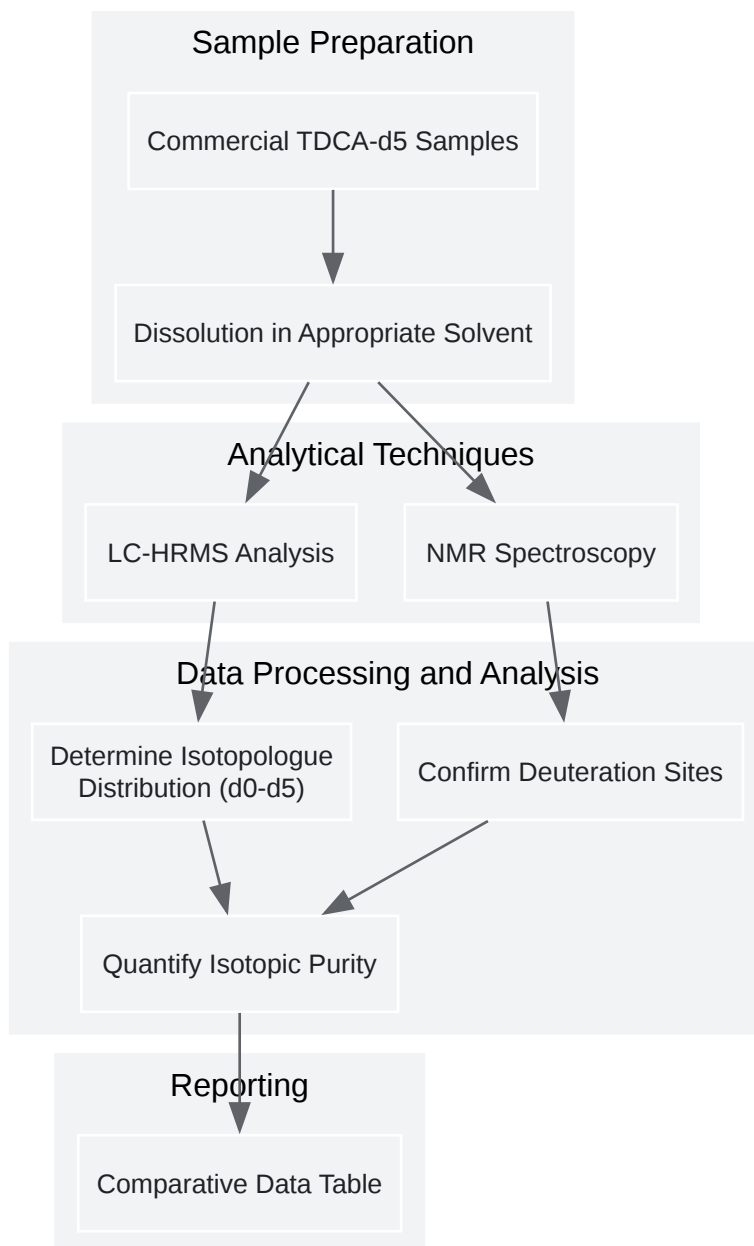 Sample Preparation
Commercial TDCA-d5 Samples
Dissolution in Appropriate Solvent
Analytical Techniques
LC-HRMS Analysis
NMR Spectroscopy
Data Processing and Analysis
Determine Isotopologue
Distribution (d0-d5)
Confirm Deuteration Sites
Quantify Isotopic Purity
Reporting
Comparative Data Table